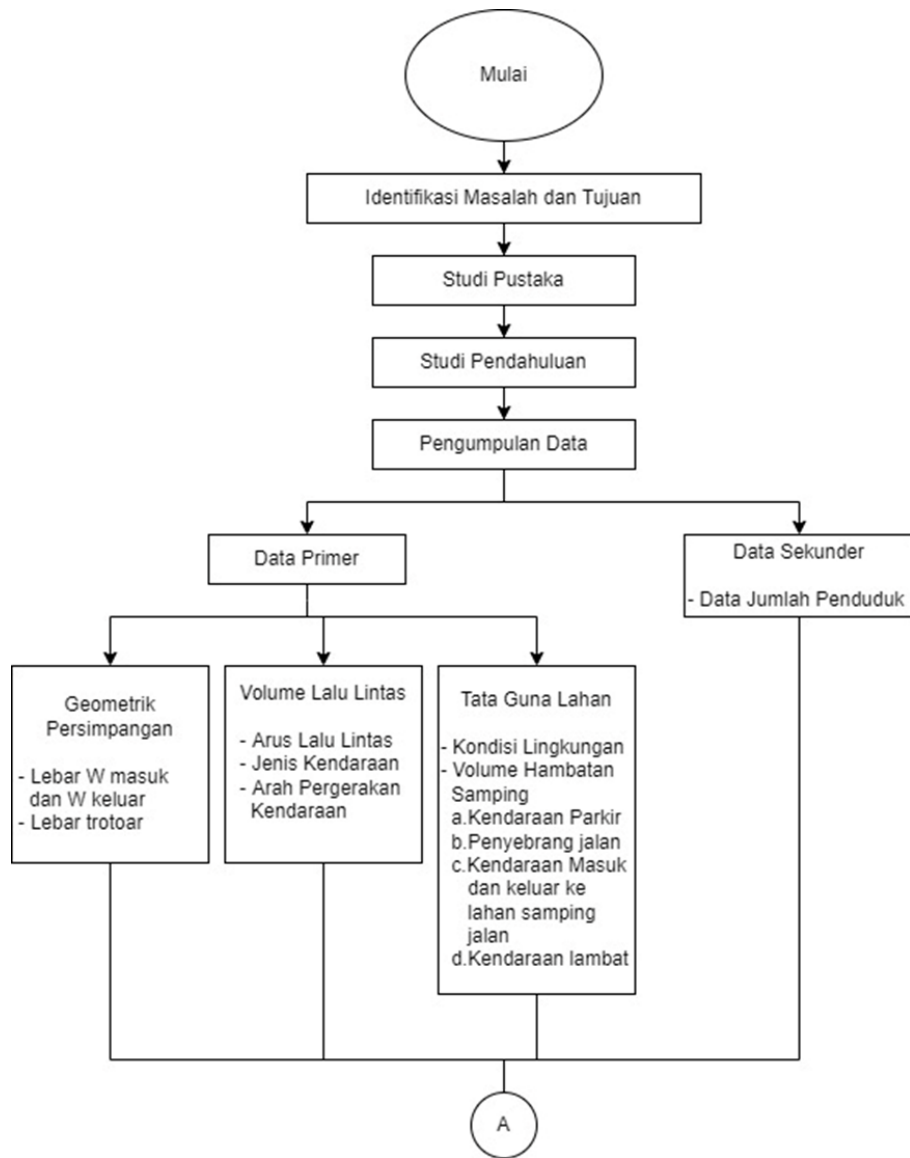 Mulai
Identifikasi Masalah dan Tujuan
Studi Pustaka
Studi Pendahuluan
Pengumpulan Data
Data Primer
Data Sekunder
- Data Jumlah Penduduk
Geometrik
Persimpangan
- Lebar W masuk
dan W keluar
- Lebar trotoar
Volume Lalu Lintas
- Arus Lalu Lintas
- Jenis Kendaraan
- Arah Pergerakan
Kendaraan
Tata Guna Lahan
- Kondisi Lingkungan
- Volume Hambatan
Samping
a.Kendaraan Parkir
b.Penyebrang jalan
c.Kendaraan Masuk
dan keluar ke
lahan samping
jalan
d.Kendaraan lambat
A